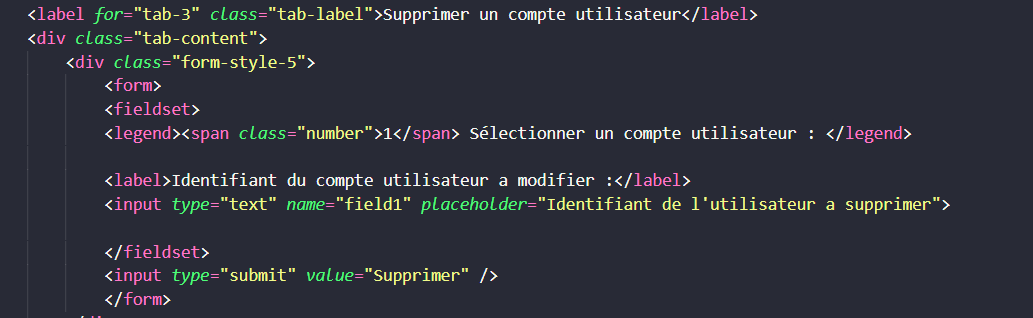 <label for="tab-3" class="tab-label">Supprimer un compte utilisateur</label>
<div class="tab-content">
<div class="form-style-5">
<form>
<fieldset>
<legend><span class="number">1</span> Sélectionner un compte utilisateur : </legend>
<label>Identifiant du compte utilisateur a modifier :</label>
<input type="text" name="field1" placeholder="Identifiant de l'utilisateur a supprimer">
</fieldset>
<input type="submit" value="Supprimer" />
</form>